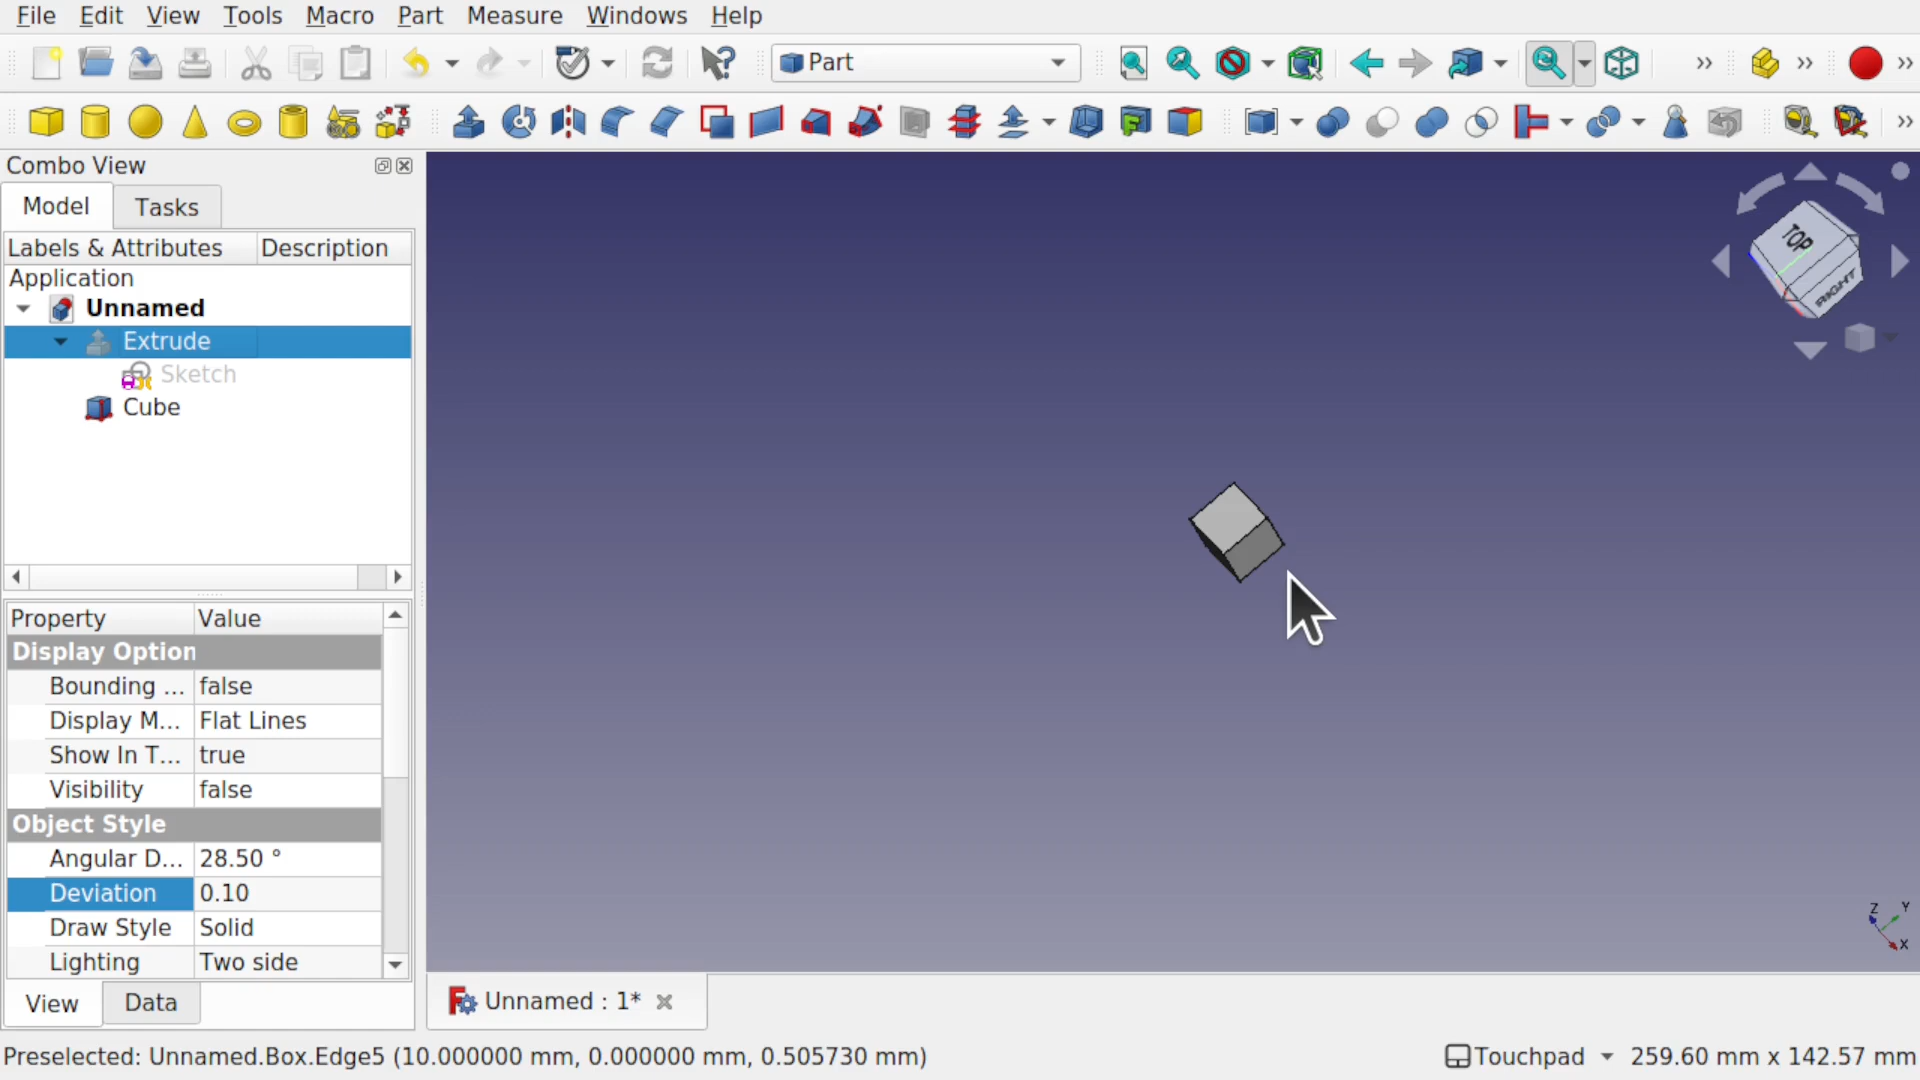 File Edit View Tools Macro Part Measure Windows Help
Part
Combo View
Model Tasks
Labels & Attributes Description
Application
Unnamed
Extrude
Sketch
Cube
Property Value
Display Option
Bounding ... false
Display M... Flat Lines
Show In T... true
Visibility false
Object Style
Angular D... 28.50 °
Deviation 0.10
Draw Style Solid
Lighting Two side
View Data
TOP
RIGHT
Z Y
X
Unnamed : 1*
Preselected: Unnamed.Box.Edge5 (10.000000 mm, 0.000000 mm, 0.505730 mm)
Touchpad 259.60 mm x 142.57 mm